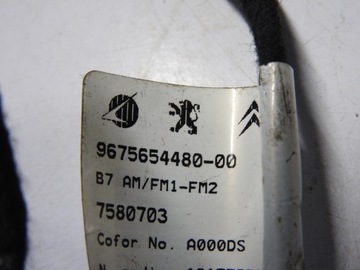 9675654480-00
B7 AM/FM1-FM2
7580703
Cofor No. A000DS